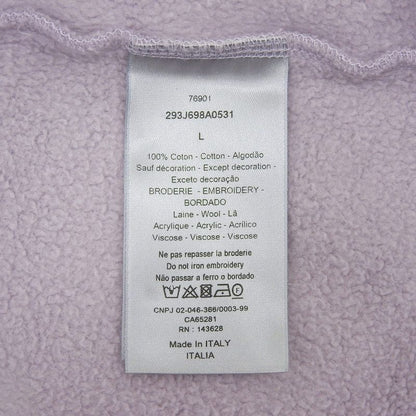 76901
293J698A0531
L
100% Coton - Cotton - Algodão
Sauf décoration - Except decoration -
Exceto decoração
BRODERIE - EMBROIDERY -
BORDADO
Laine - Wool - Lã
Acrylique - Acrylic - Acrílico
Viscose - Viscose - Viscose
Ne pas repasser la broderie
Do not iron embroidery
Não passar a ferro o bordado
CNPJ 02-046-366/0003-99
CA65281
RN : 143628
Made In ITALY
ITALIA